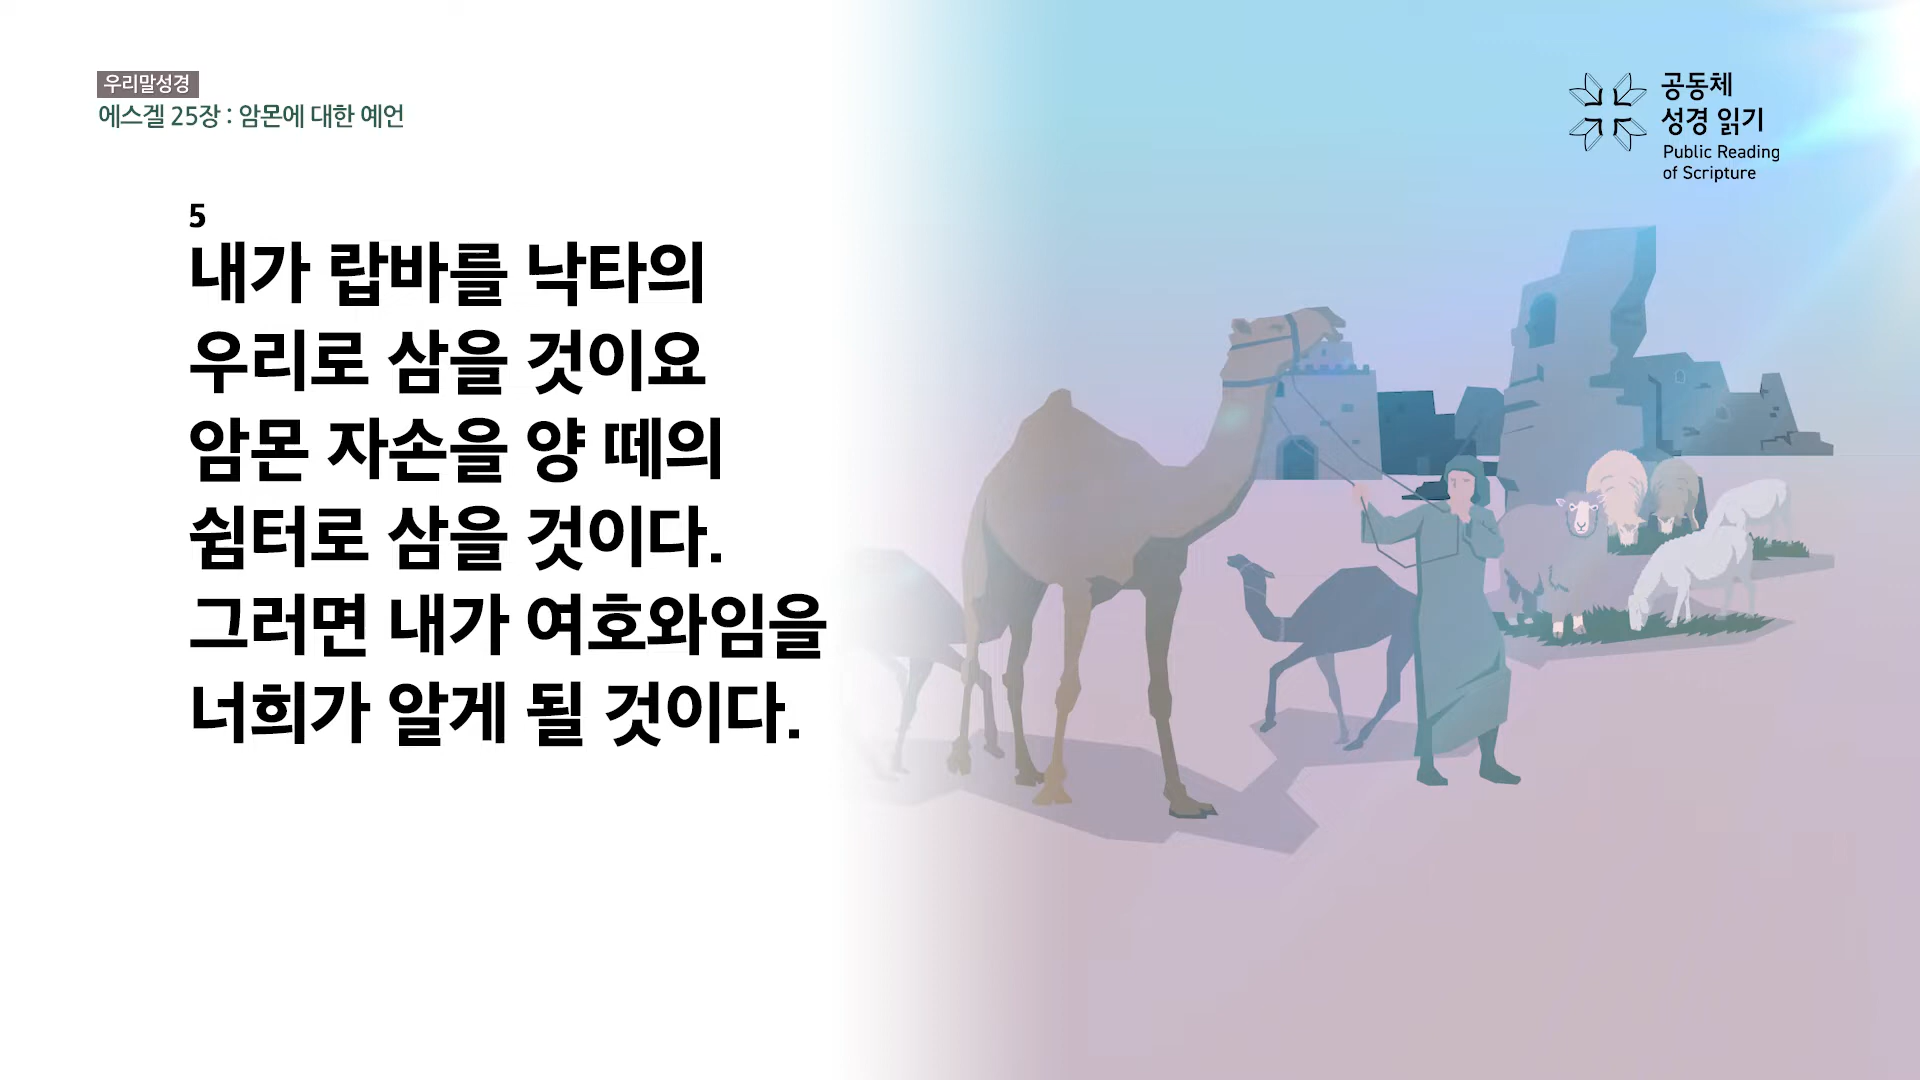 우리말성경
에스겔 25장 : 암몬에 대한 예언
공동체
성경 읽기
Public Reading
of Scripture
5
내가 랍바를 낙타의
우리로 삼을 것이요
암몬 자손을 양 떼의
쉼터로 삼을 것이다.
그러면 내가 여호와임을
너희가 알게 될 것이다.